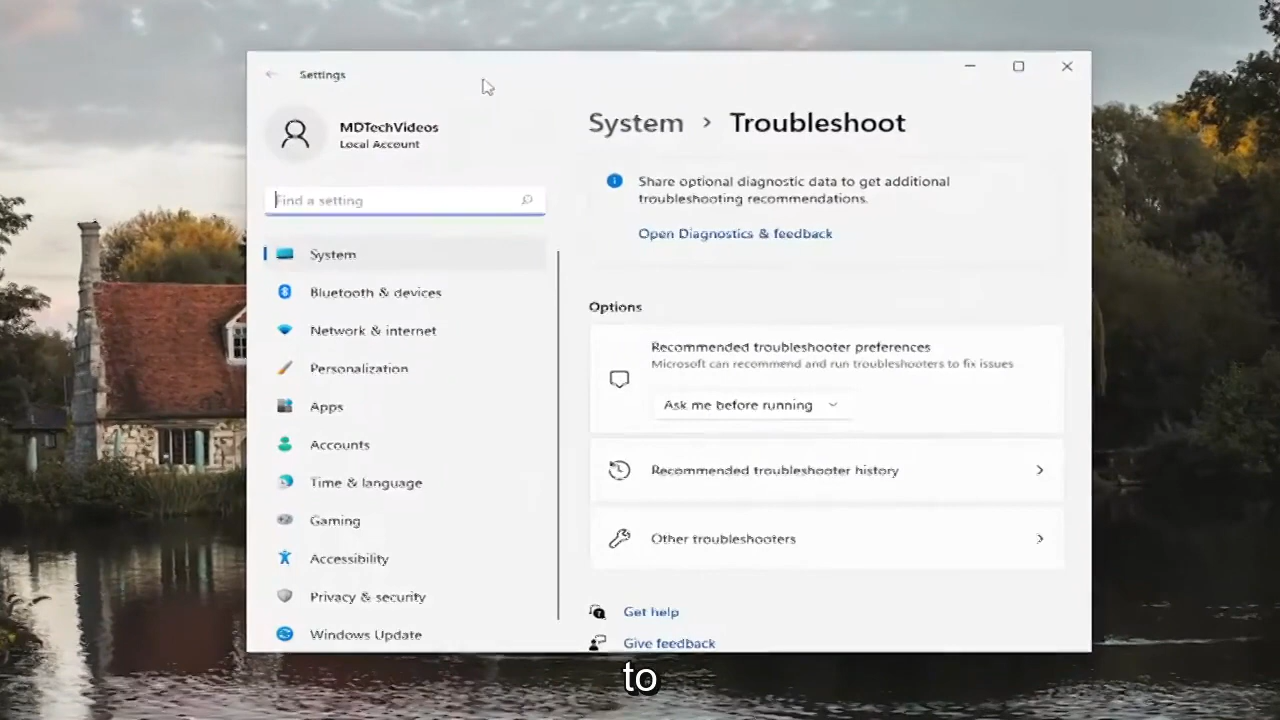 Settings
MDTechVideos
Local Account
Find a setting
System
Bluetooth & devices
Network & internet
Personalization
Apps
Accounts
Time & language
Gaming
Accessibility
Privacy & security
Windows Update
System > Troubleshoot
Share optional diagnostic data to get additional
troubleshooting recommendations.
Open Diagnostics & feedback
Options
Recommended troubleshooter preferences
Microsoft can recommend and run troubleshooters to fix issues
Ask me before running
Recommended troubleshooter history
Other troubleshooters
Get help
Give feedback
to